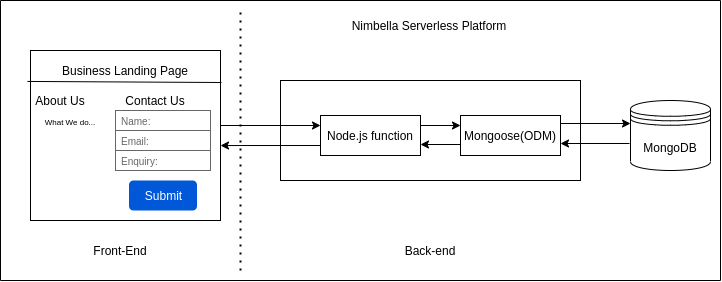 Nimbella Serverless Platform
Business Landing Page
About Us
Contact Us
What We do...
Name:
Email:
Enquiry:
Submit
Node.js function
Mongoose(ODM)
MongoDB
Front-End
Back-end